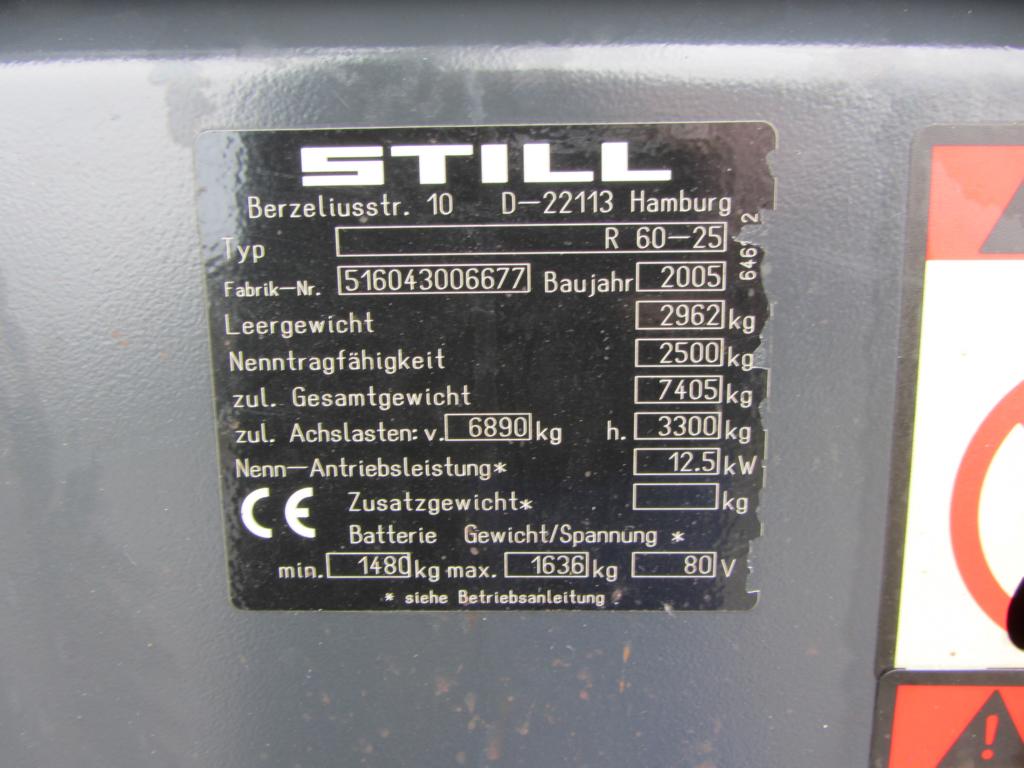 STILL
Berzeliusstr. 10 D-22113 Hamburg
Typ R 60-25
Fabrik-Nr. 516043006677 Baujahr 2005
Leergewicht 2962 kg
Nenntragfähigkeit 2500 kg
zul. Gesamtgewicht 7405 kg
zul. Achslasten: v. 6890 kg h. 3300 kg
Nenn-Antriebsleistung* 12.5 kW
CE Zusatzgewicht* kg
Batterie Gewicht/Spannung *
min. 1480 kg max. 1636 kg 80 V
* siehe Betriebsanleitung